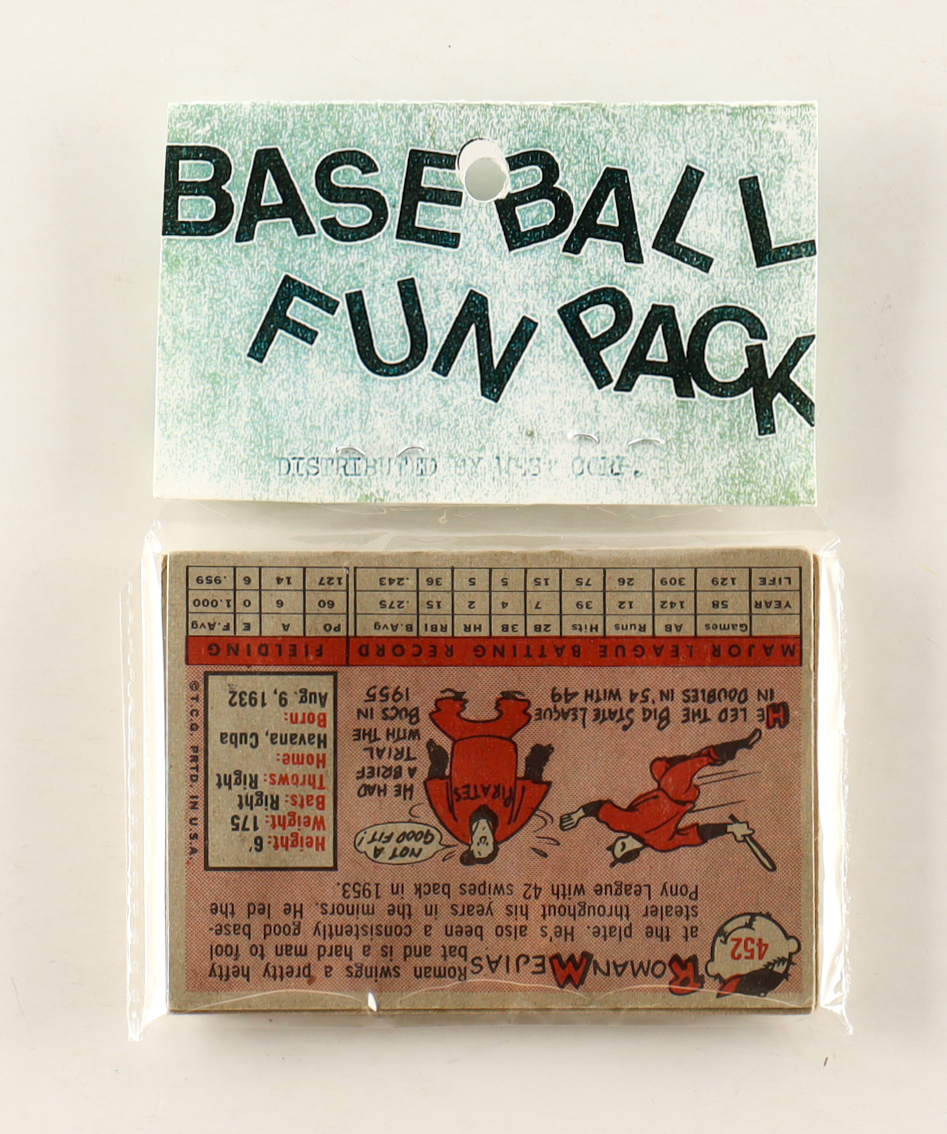 BASEBALL
FUN PACK
DISTRIBUTED BY
452
ROMAN MEJIAS
Roman swings a pretty hefty
bat and is a hard man to fool
at the plate. He's also been a consistently good base-
stealer throughout his years in the minors. He led the
Pony League with 42 swipes back in 1953.
HE LED THE BIG STATE LEAGUE
IN DOUBLES IN '54 WITH 49
NOT A
GOOD FIT!
PIRATES
HE HAD
A BRIEF
TRIAL
WITH THE
BUCS IN
1955
Height: 6'
Weight: 175
Bats: Right
Throws: Right
Home:
Havana, Cuba
Born:
Aug. 9, 1932
© T.C.G. PRTD. IN U.S.A.
MAJOR LEAGUE BATTING RECORD FIELDING
Games AB Runs Hits 2B 3B HR RBI B.Avg PO A E F.Avg
YEAR 58 142 12 39 7 4 2 15 .275 60 6 0 1.000
LIFE 129 309 26 75 15 5 5 36 .243 127 14 6 .959